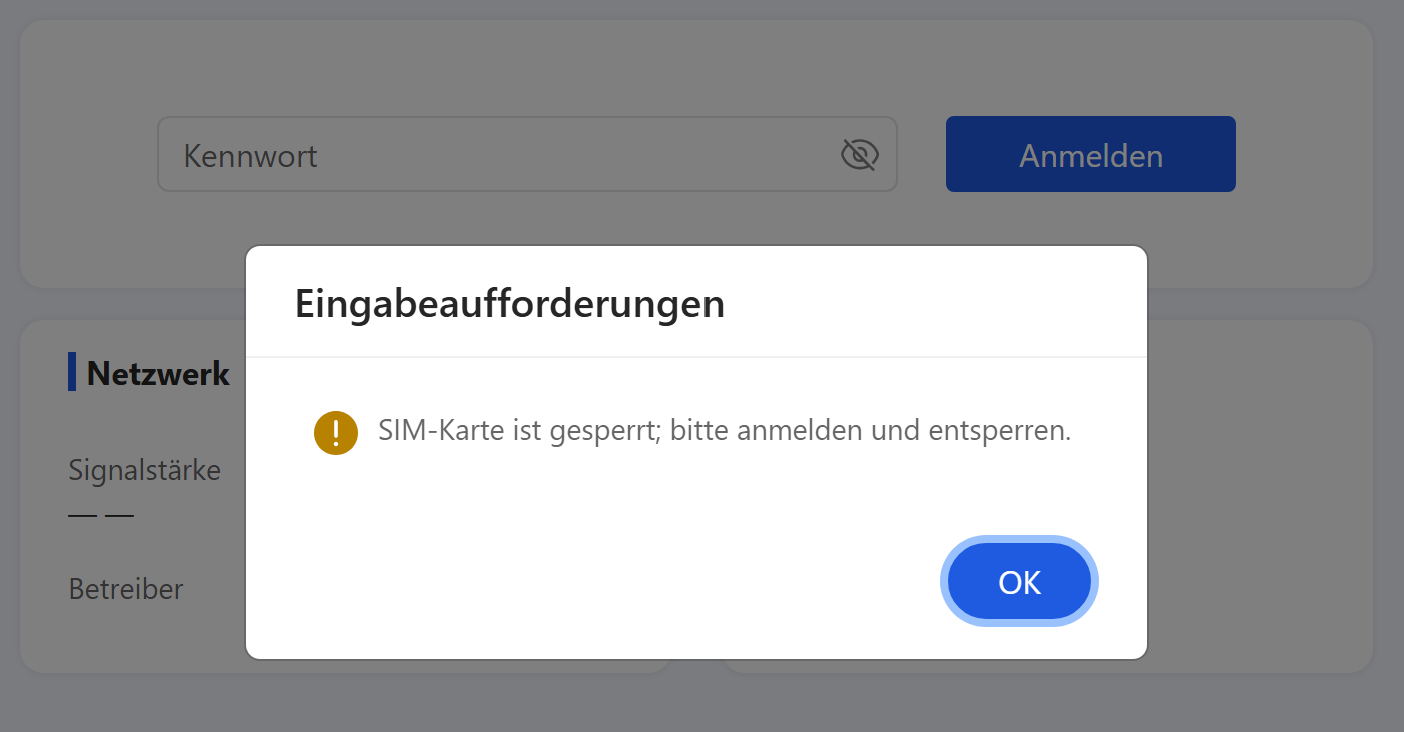 Kennwort
Anmelden
Eingabeaufforderungen
SIM-Karte ist gesperrt; bitte anmelden und entsperren.
OK
Netzwerk
Signalstärke
— —
Betreiber